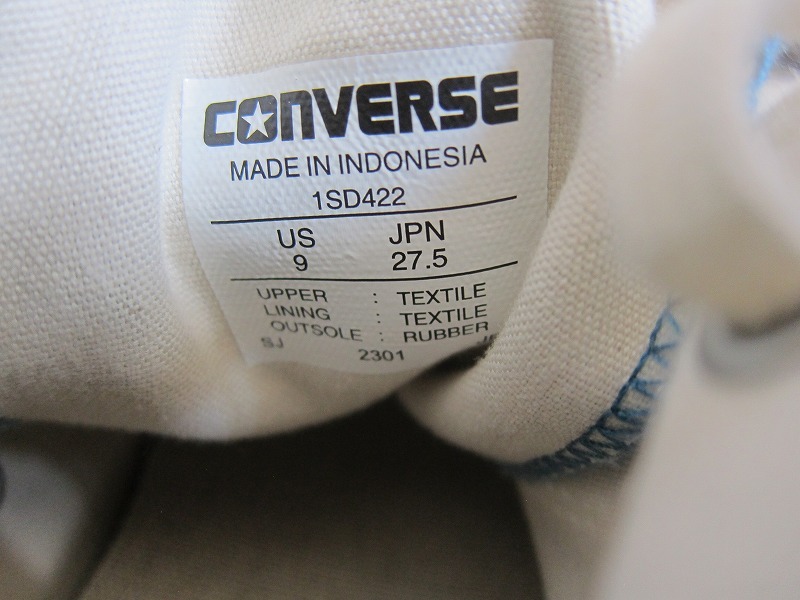 CONVERSE
MADE IN INDONESIA
1SD422
US JPN
9 27.5
UPPER : TEXTILE
LINING : TEXTILE
OUTSOLE : RUBBER
SJ 2301